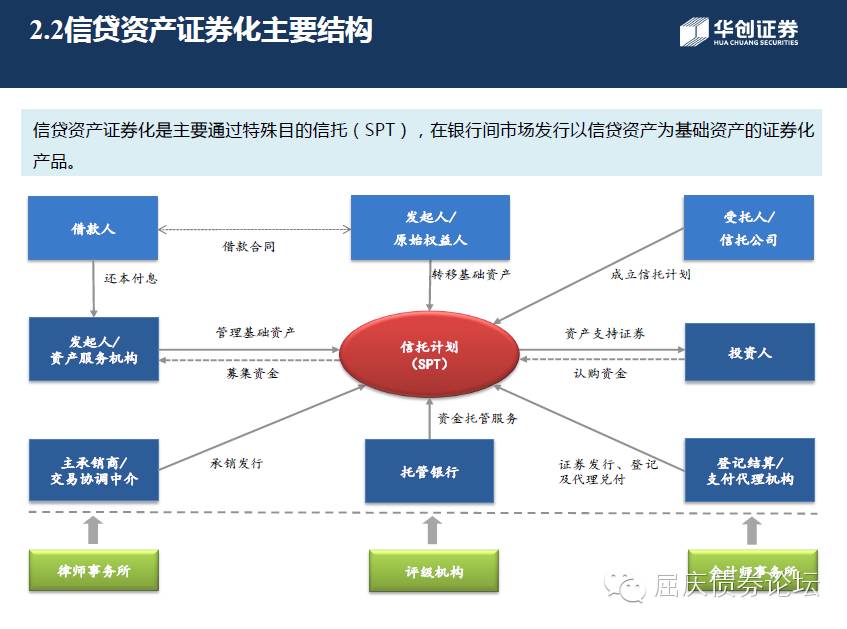 2.2信贷资产证券化主要结构
华创证券
HUA CHUANG SECURITIES
信贷资产证券化是主要通过特殊目的信托（SPT），在银行间市场发行以信贷资产为基础资产的证券化
产品。
借款人
借款合同
发起人/
原始权益人
受托人/
信托公司
还本付息
转移基础资产
成立信托计划
发起人/
资产服务机构
管理基础资产
募集资金
信托计划
（SPT）
资产支持证券
认购资金
投资人
主承销商/
交易协调中介
承销发行
资金托管服务
托管银行
证券发行、登记
及代理兑付
登记结算/
支付代理机构
律师事务所
评级机构
会计师事务所
屈庆债券论坛